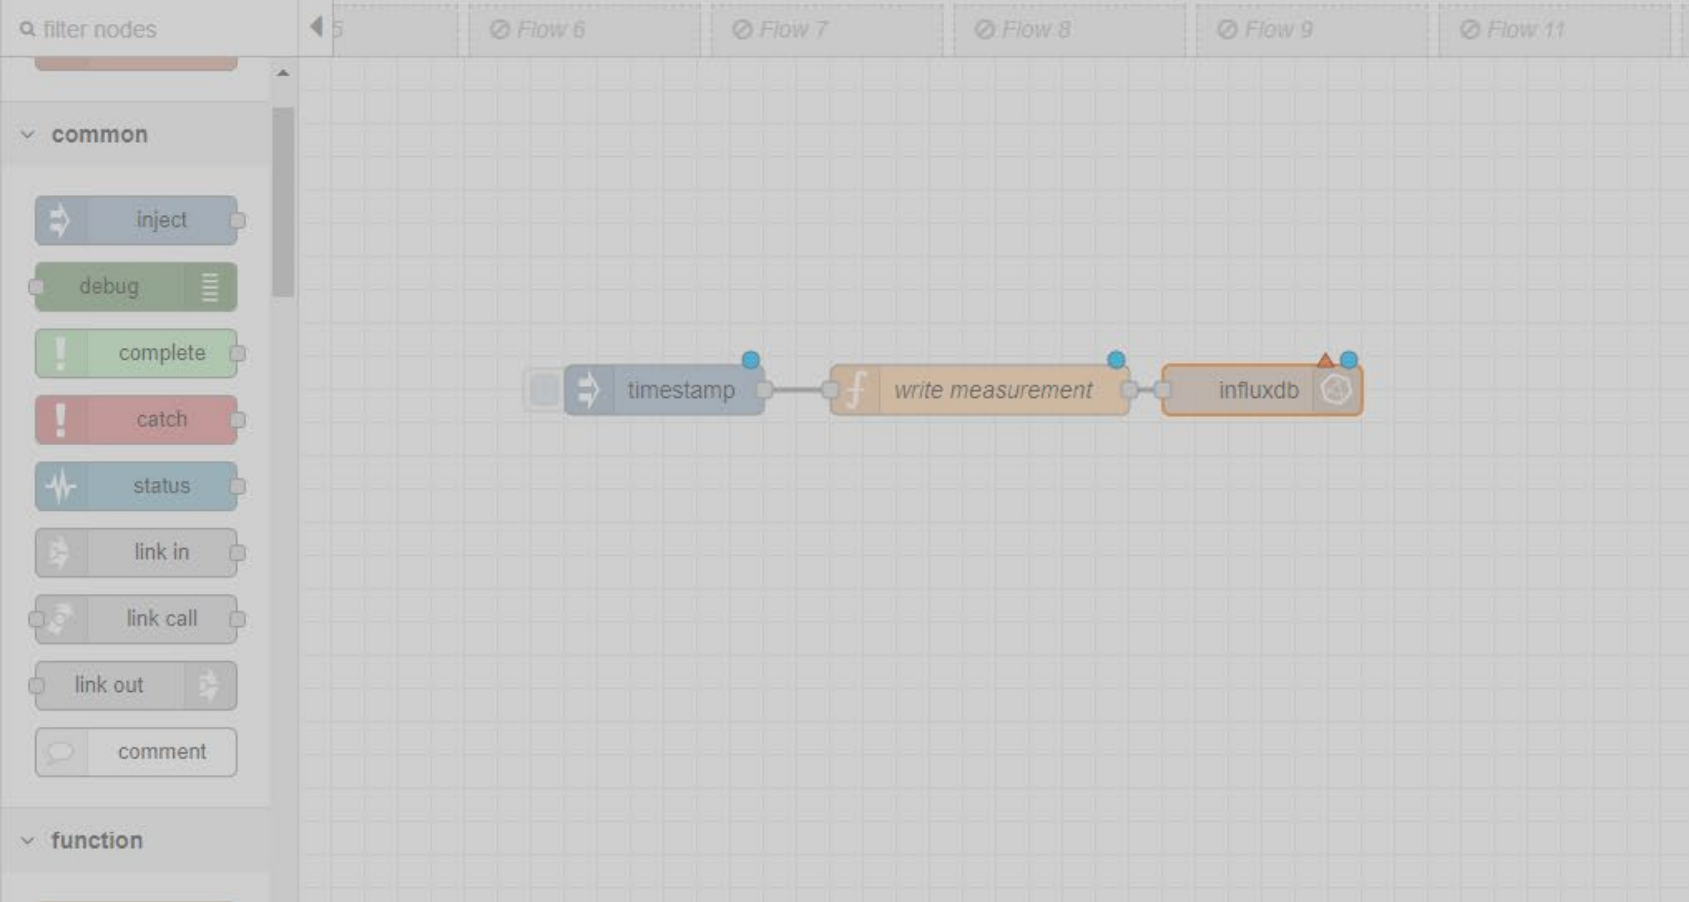 filter nodes
5
Flow 6
Flow 7
Flow 8
Flow 9
Flow 11
common
inject
debug
complete
catch
status
link in
link call
link out
comment
function
timestamp
write measurement
influxdb